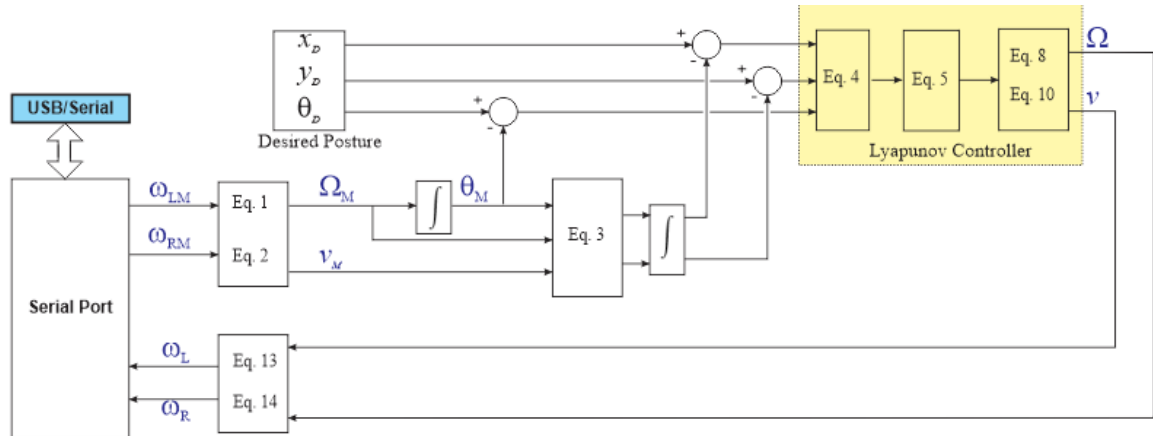 x_D
y_D
θ_D
Desired Posture
+
-
+
-
+
-
Eq. 4
Eq. 5
Eq. 8
Eq. 10
Lyapunov Controller
Ω
v
USB/Serial
Serial Port
ω_LM
ω_RM
Eq. 1
Eq. 2
Ω_M
v_M
∫
θ_M
Eq. 3
∫
ω_L
ω_R
Eq. 13
Eq. 14